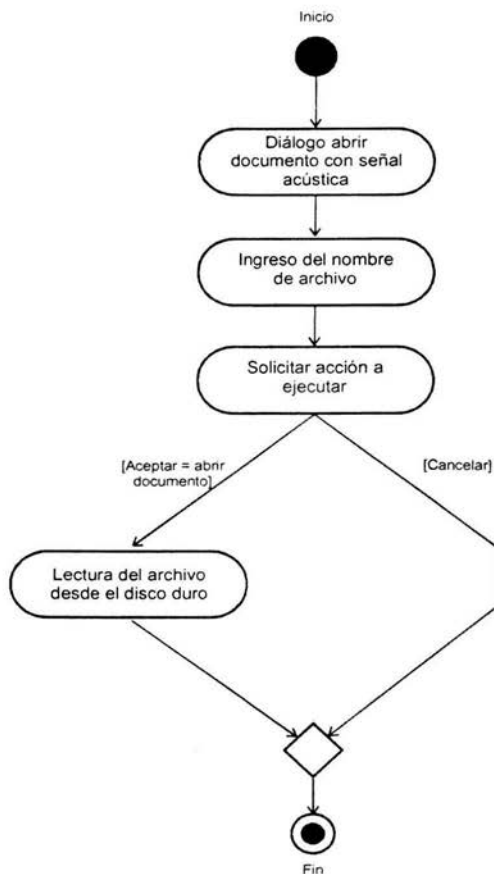 Inicio
Diálogo abrir
documento con señal
acústica
Ingreso del nombre
de archivo
Solicitar acción a
ejecutar
[Aceptar = abrir
documento]
[Cancelar]
Lectura del archivo
desde el disco duro
Fin